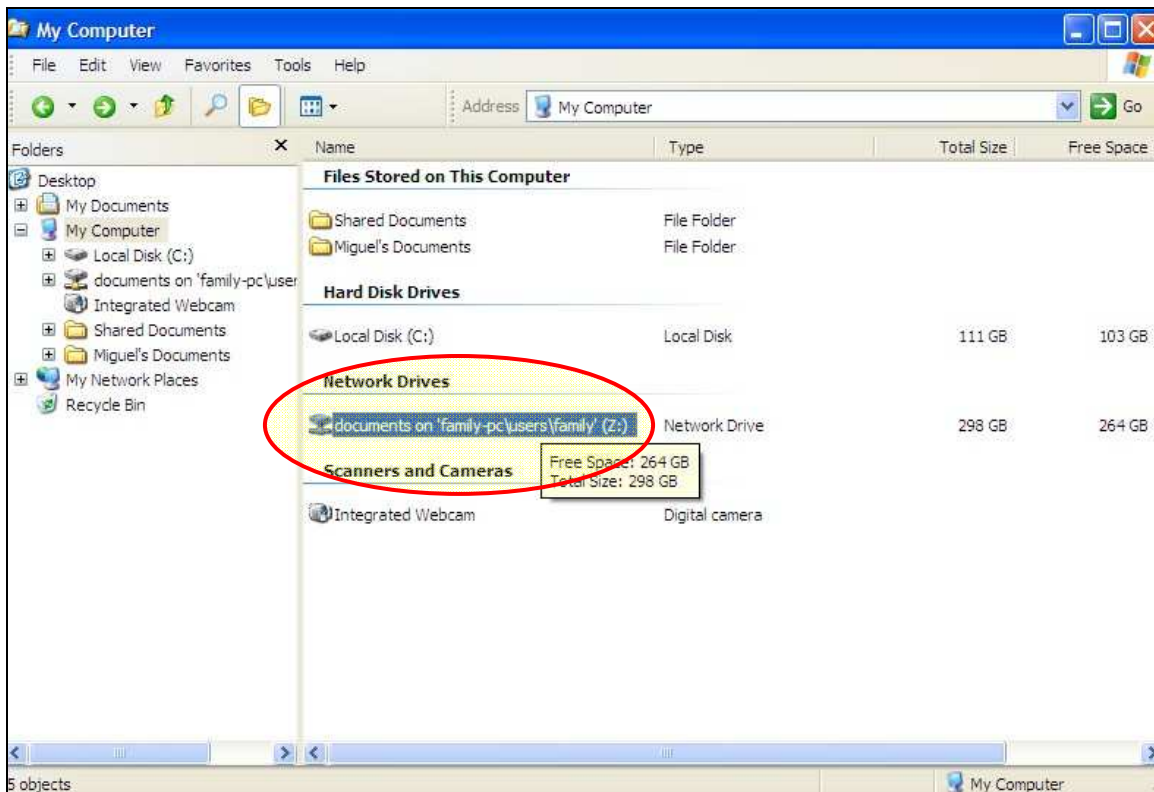 My Computer
File Edit View Favorites Tools Help
Address My Computer Go
Folders
Name Type Total Size Free Space
Desktop
My Documents
My Computer
Local Disk (C:)
documents on 'family-pc\user
Integrated Webcam
Shared Documents
Miguel's Documents
My Network Places
Recycle Bin
Files Stored on This Computer
Shared Documents File Folder
Miguel's Documents File Folder
Hard Disk Drives
Local Disk (C:) Local Disk 111 GB 103 GB
Network Drives
documents on 'family-pc\users\family' (Z:) Network Drive 298 GB 264 GB
Free Space: 264 GB
Total Size: 298 GB
Scanners and Cameras
Integrated Webcam Digital camera
5 objects My Computer